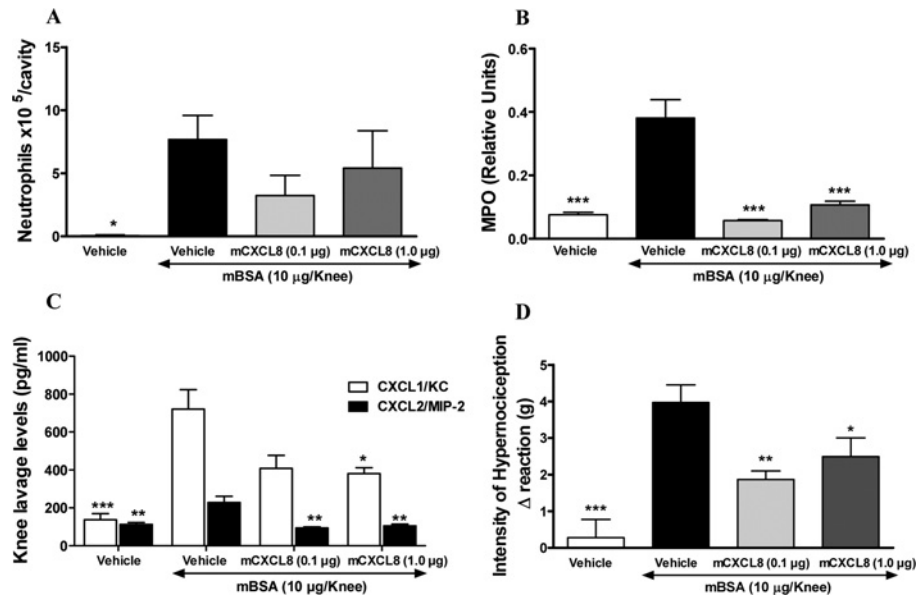 A
Neutrophils x10 5/cavity
15
10
5
0
*
Vehicle
Vehicle
mCXCL8 (0.1 µg)
mCXCL8 (1.0 µg)
mBSA (10 µg/Knee)
B
MPO (Relative Units)
0.6
0.4
0.2
0.0
***
***
***
Vehicle
Vehicle
mCXCL8 (0.1 µg)
mCXCL8 (1.0 µg)
mBSA (10 µg/Knee)
C
Knee lavage levels (pg/ml)
1000
800
600
400
200
0
CXCL1/KC
CXCL2/MIP-2
***
**
**
*
**
Vehicle
Vehicle
mCXCL8 (0.1 µg)
mCXCL8 (1.0 µg)
mBSA (10 µg/Knee)
D
Intensity of Hypernociception
Δ reaction (g)
5
4
3
2
1
0
***
**
*
Vehicle
Vehicle
mCXCL8 (0.1 µg)
mCXCL8 (1.0 µg)
mBSA (10 µg/Knee)